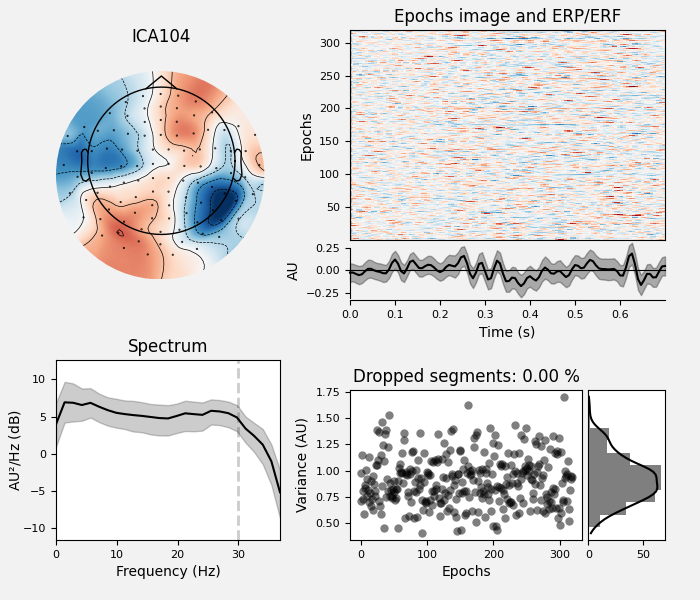 ICA104
Epochs image and ERP/ERF
Epochs
300
250
200
150
100
50
AU
0.25
0.00
−0.25
0.0 0.1 0.2 0.3 0.4 0.5 0.6
Time (s)
Spectrum
AU²/Hz (dB)
10
5
0
−5
−10
0 10 20 30
Frequency (Hz)
Dropped segments: 0.00 %
Variance (AU)
1.75
1.50
1.25
1.00
0.75
0.50
0 100 200 300
Epochs
0 50